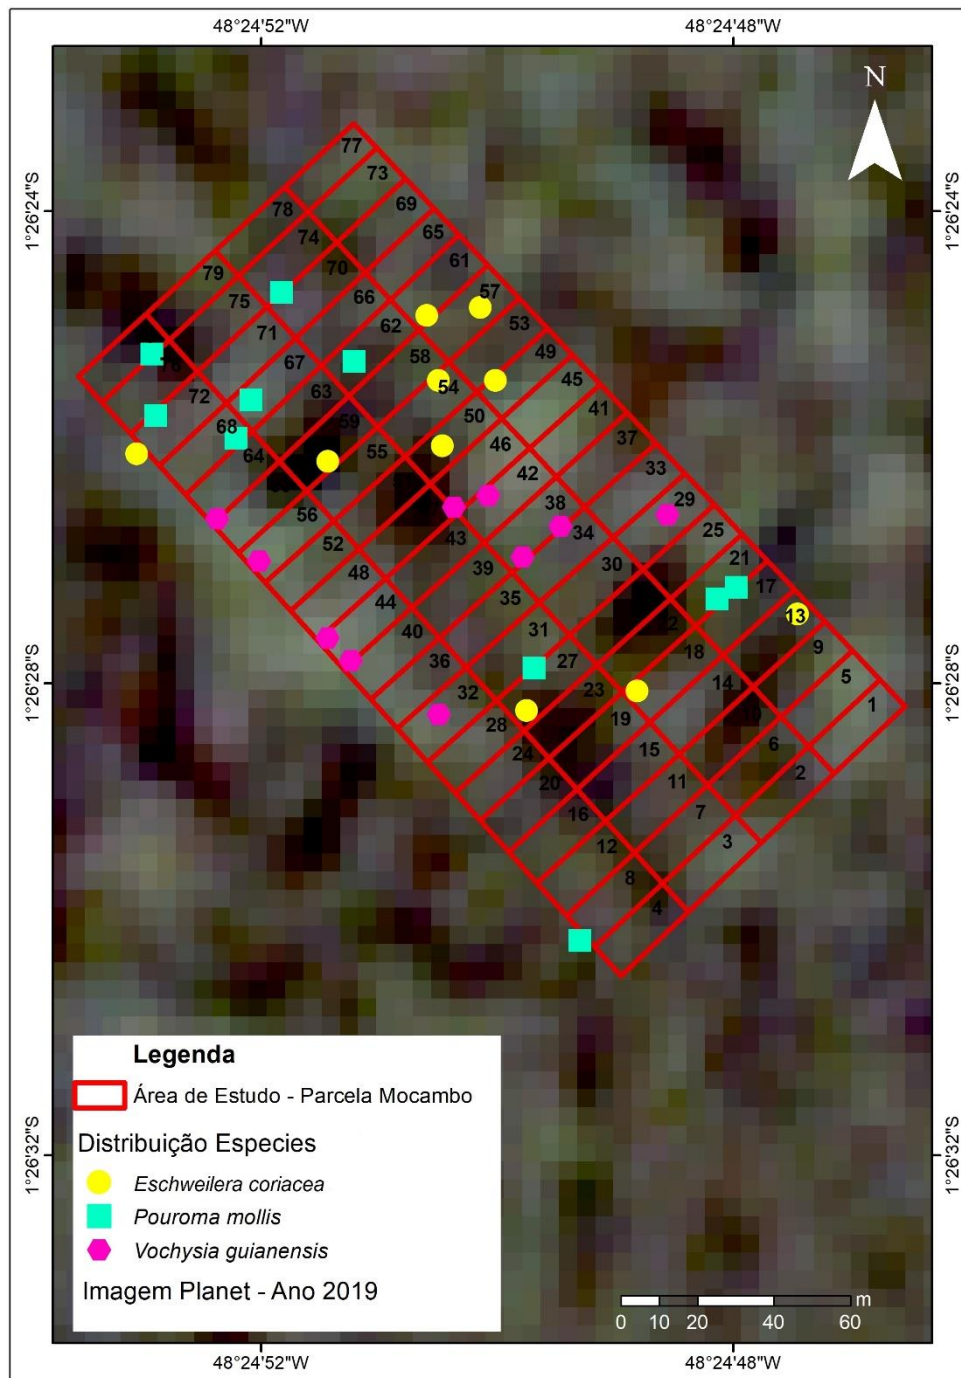 48°24'52"W 48°24'48"W
N
1°26'24"S 1°26'24"S
77
73
78 69
74 65
79 70 61
75 66 57
71 62 53
67 58 49
76 72 63 54 45
68 59 50 41
64 55 46 37
42 33
56 38 29
52 43 34 25
48 39 30 21
44 35 22 17
40 31 18 13
36 27 14 9
32 23 10 5
28 19 6 1
24 15 2
20 11
16 7
12 3
8
4
1°26'28"S 1°26'28"S
Legenda
Área de Estudo - Parcela Mocambo
Distribuição Especies
Eschweilera coriacea
Pouroma mollis
Vochysia guianensis
Imagem Planet - Ano 2019
m
0 10 20 40 60
1°26'32"S 1°26'32"S
48°24'52"W 48°24'48"W